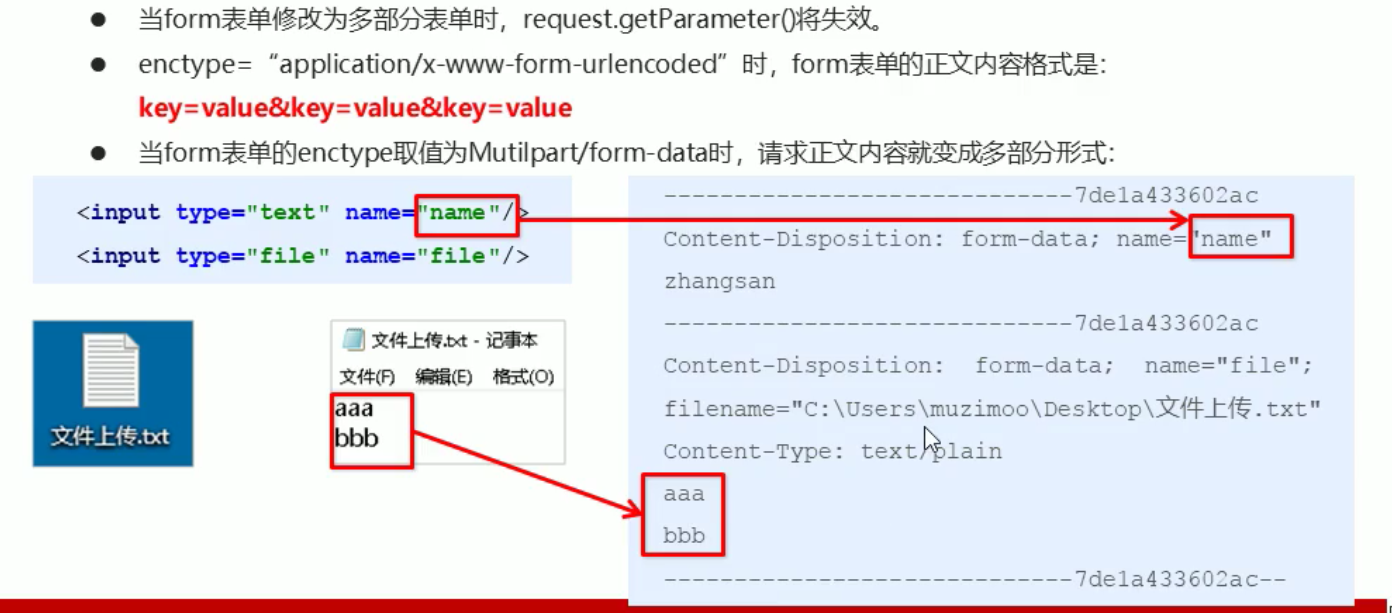 当form表单修改为多部分表单时，request.getParameter()将失效。
enctype=“application/x-www-form-urlencoded”时，form表单的正文内容格式是：
key=value&key=value&key=value
当form表单的enctype取值为Mutilpart/form-data时，请求正文内容就变成多部分形式：
<input type="text" name="name"/>
<input type="file" name="file"/>
文件上传.txt
文件上传.txt - 记事本
文件(F) 编辑(E) 格式(O)
aaa
bbb
-----------------------------7de1a433602ac
Content-Disposition: form-data; name="name"
zhangsan
-----------------------------7de1a433602ac
Content-Disposition: form-data; name="file";
filename="C:\Users\muzimoo\Desktop\文件上传.txt"
Content-Type: text/plain
aaa
bbb
-----------------------------7de1a433602ac--